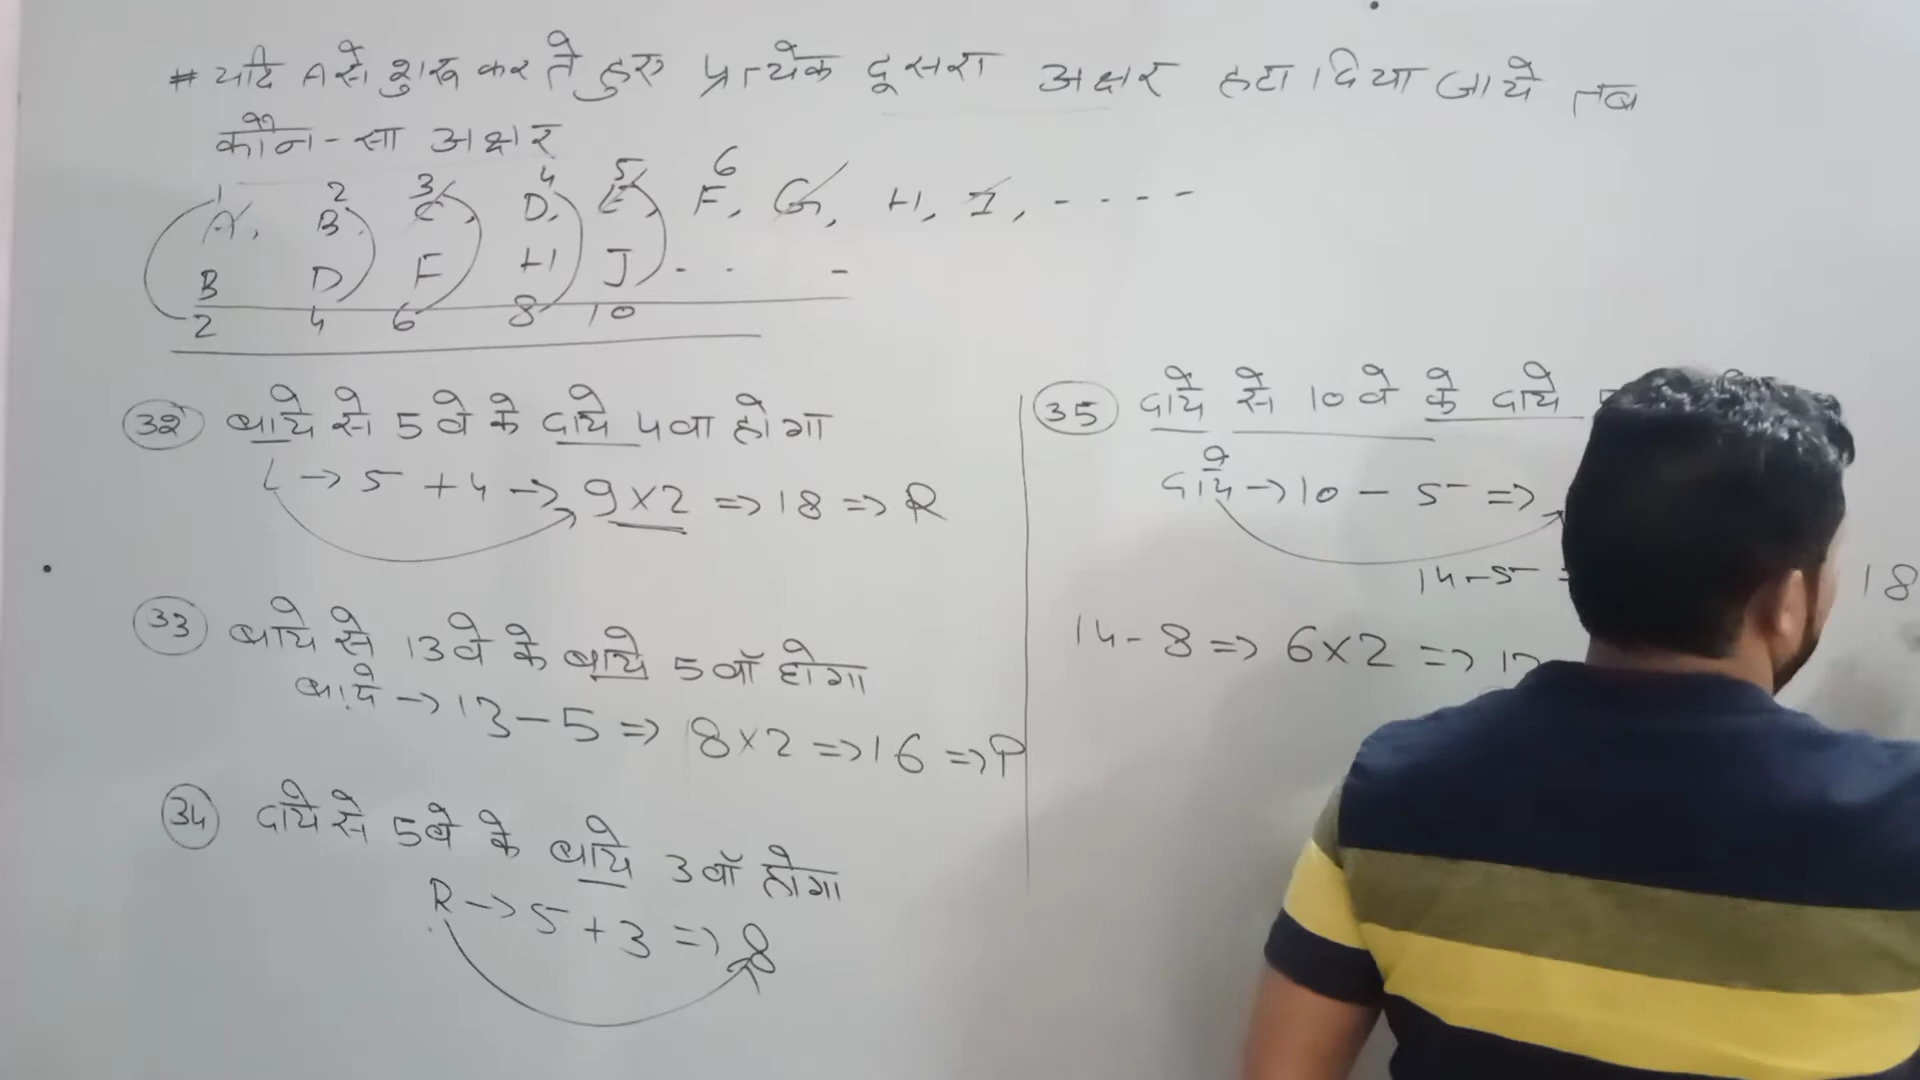 # यदि A से शुरू करते हुए प्रत्येक दूसरा अक्षर हटा दिया जाये तब
कौन-सा अक्षर
1 2 3 4 5 6
A, B, C, D, E, F, G, H, I, - - - -
B D F H J - - -
2 4 6 8 10
32 बाये से 5वे के दाये 4वा होगा
L → 5 + 4 → 9 × 2 => 18 => R
33 बाये से 13वे के बाये 5वॉ होगा
बाये → 13 - 5 => 8 × 2 => 16 => P
34 दाये से 5वे के बाये 3वॉ होगा
R → 5 + 3 => 8
35 दाये से 10वे के दाये
दाये → 10 - 5 =>
14 - 5
18
14 - 8 => 6 × 2 => 12